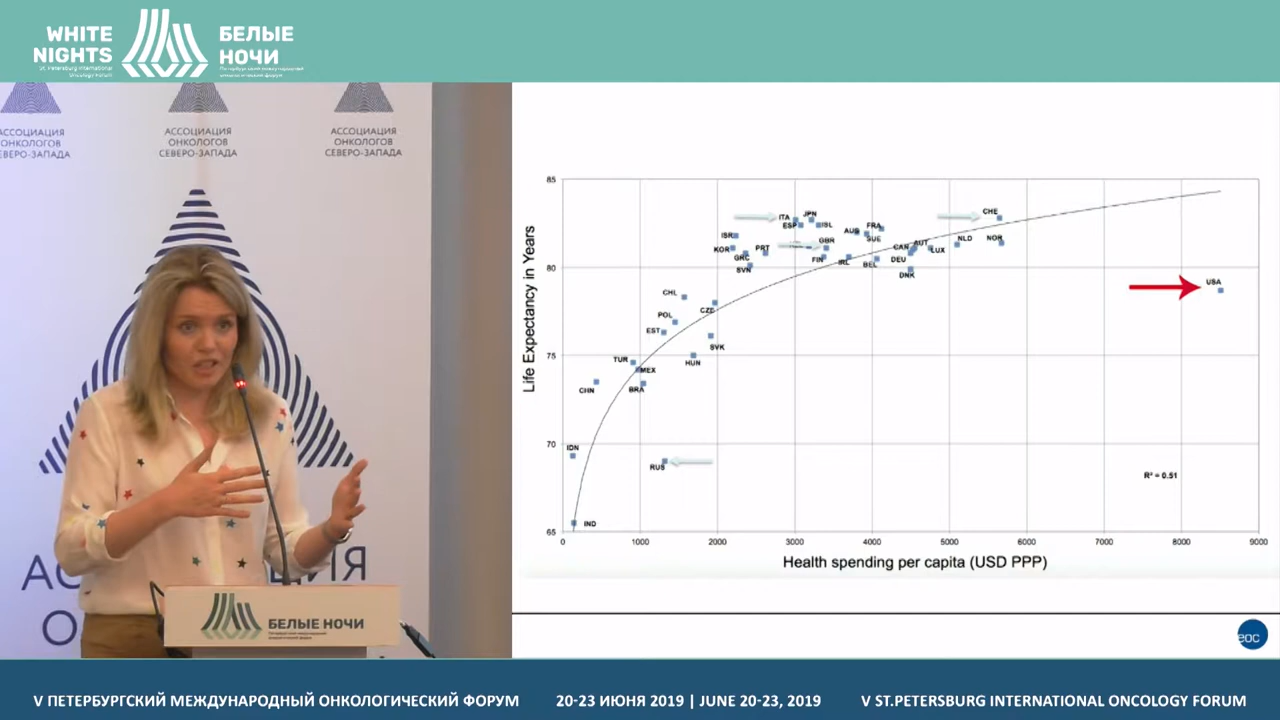 WHITE
NIGHTS
St. Petersburg International
Oncology Forum
БЕЛЫЕ
НОЧИ
Петербургский международный
онкологический форум
АССОЦИАЦИЯ
ОНКОЛОГОВ
СЕВЕРО-ЗАПАДА
АССОЦИАЦИЯ
ОНКОЛОГОВ
СЕВЕРО-ЗАПАДА
АССОЦИАЦИЯ
ОНКОЛОГОВ
СЕВЕРО-ЗАПАДА
БЕЛЫЕ НОЧИ
Life Expectancy in Years
85
80
75
70
65
ITA
JPN
ESP
ISL
ISR
KOR
GRC
SVN
PRT
GBR
FIN
IRL
AUS
FRA
SUE
BEL
CAN
AUT
DEU
DNK
LUX
NLD
NOR
CHE
USA
CHL
POL
CZE
EST
SVK
HUN
TUR
MEX
BRA
CHN
IDN
RUS
IND
R² = 0.51
0 1000 2000 3000 4000 5000 6000 7000 8000 9000
Health spending per capita (USD PPP)
eoc
V ПЕТЕРБУРГСКИЙ МЕЖДУНАРОДНЫЙ ОНКОЛОГИЧЕСКИЙ ФОРУМ
20-23 ИЮНЯ 2019 | JUNE 20-23, 2019
V ST.PETERSBURG INTERNATIONAL ONCOLOGY FORUM